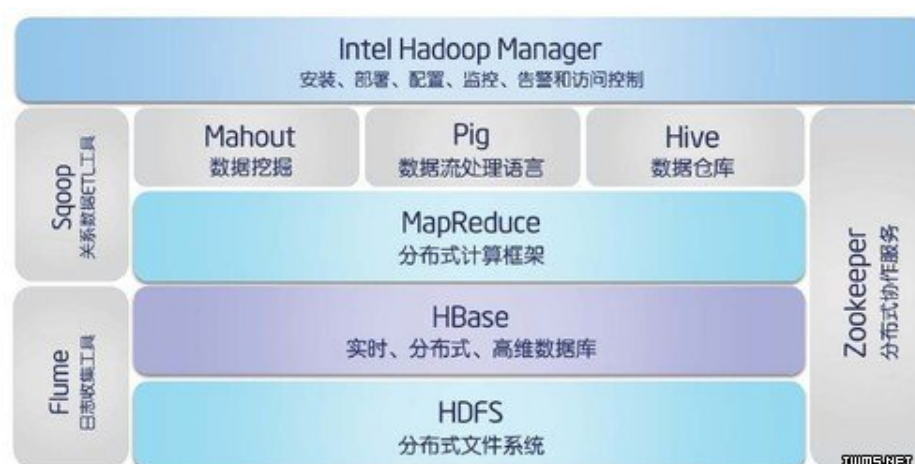 Intel Hadoop Manager
安装、部署、配置、监控、告警和访问控制
Sqoop
关系数据ETL工具
Mahout
数据挖掘
Pig
数据流处理语言
Hive
数据仓库
MapReduce
分布式计算框架
Zookeeper
分布式协作服务
Flume
日志收集工具
HBase
实时、分布式、高维数据库
HDFS
分布式文件系统
ITWMS.NET